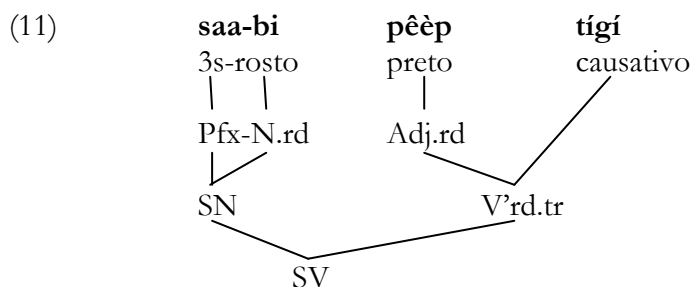 (11) saa-bi pêèp tígí
3s-rosto preto causativo
Pfx-N.rd Adj.rd
SN V’rd.tr
SV